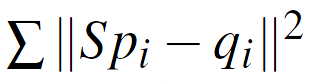 ∑ ‖Sp_i − q_i‖²